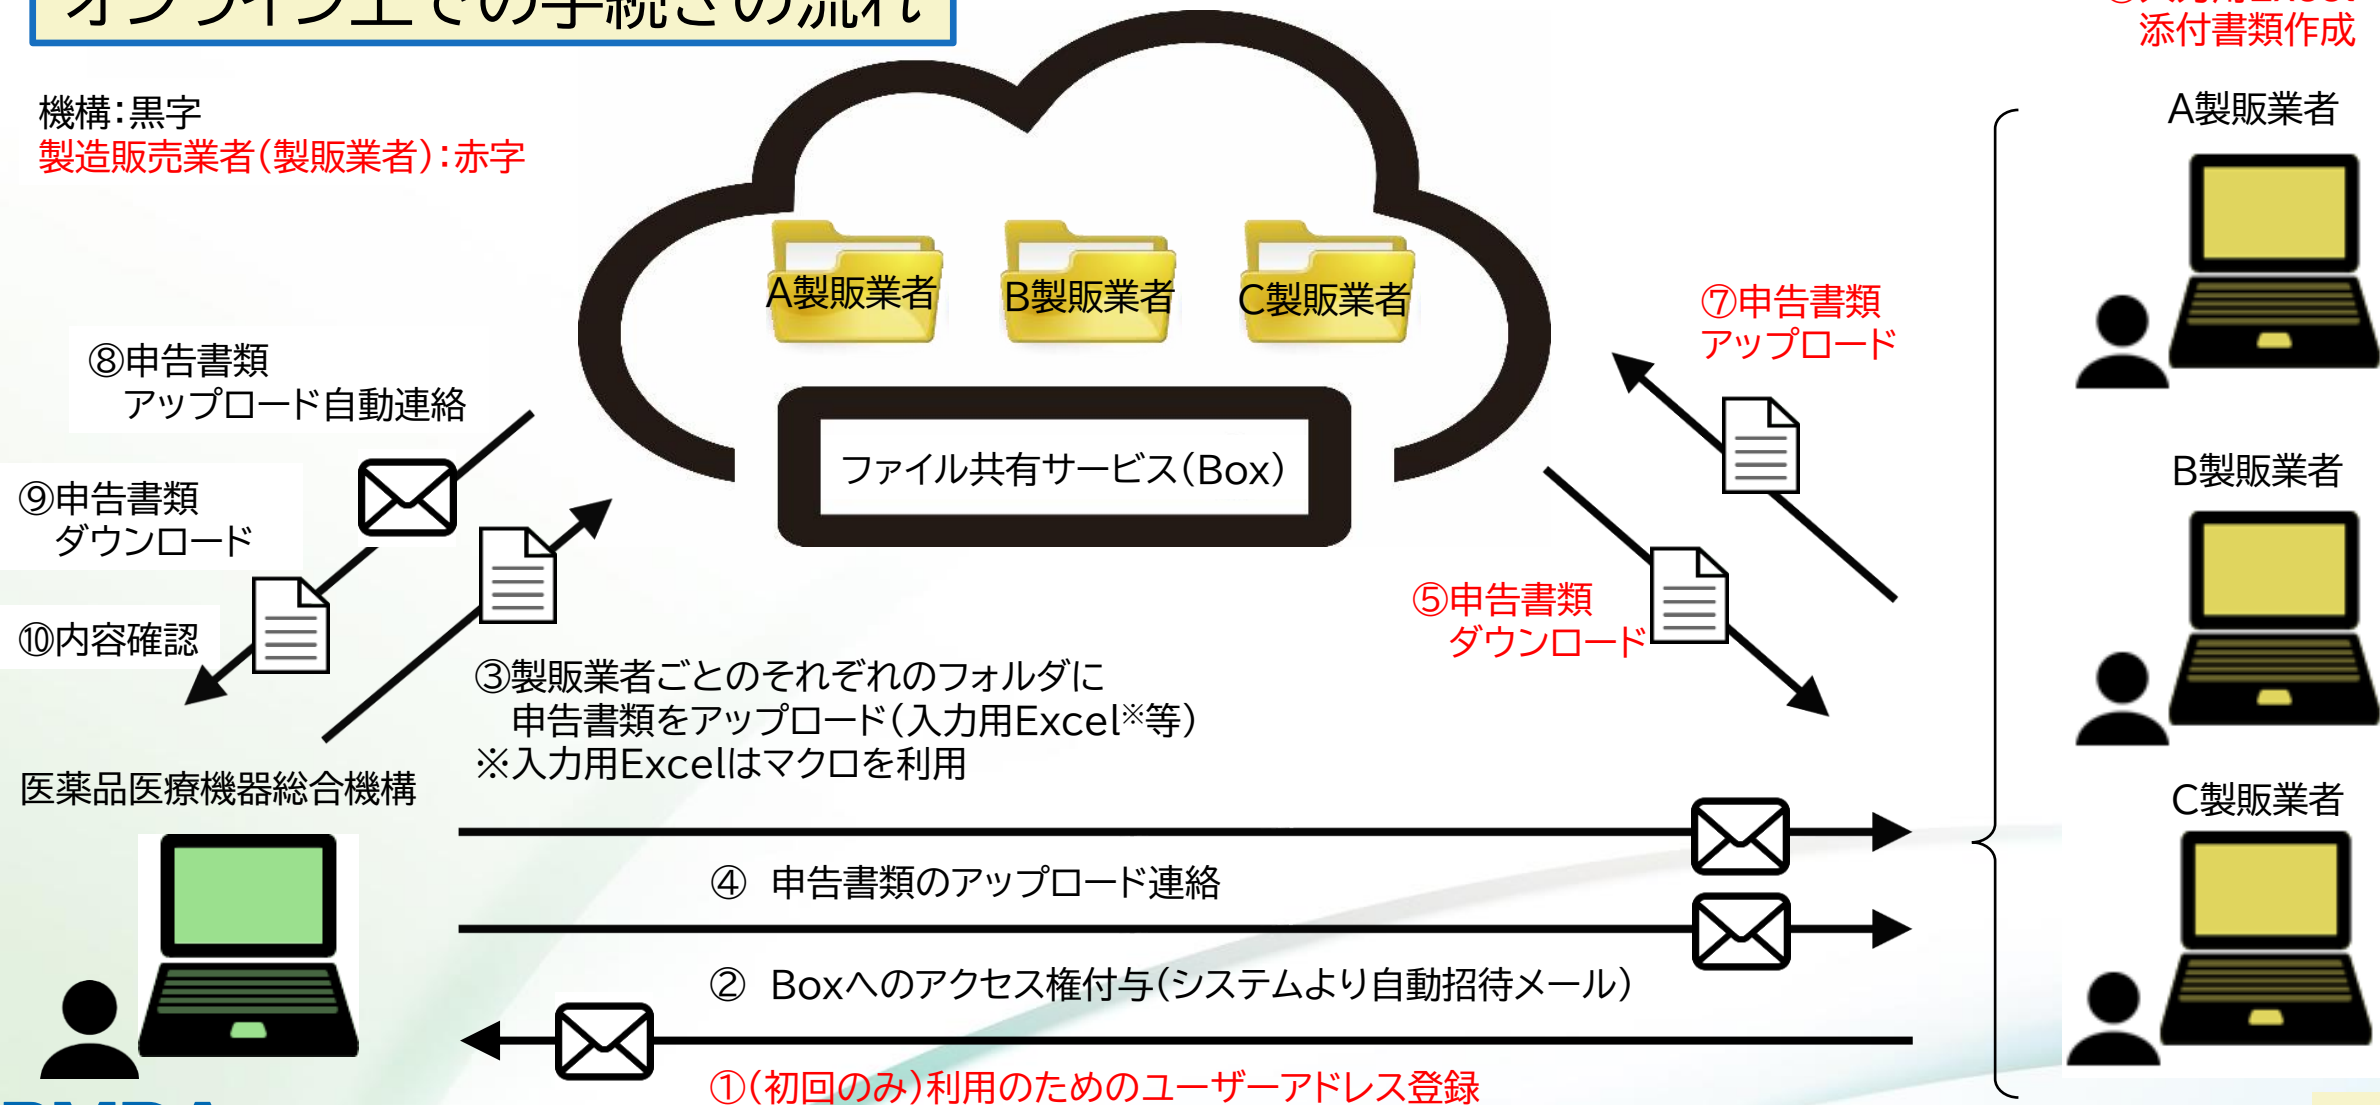 オンライン上での手続きの流れ
機構：黒字
製造販売業者（製販業者）：赤字
添付書類作成
A製販業者
A製販業者
B製販業者
C製販業者
ファイル共有サービス（Box）
⑦申告書類
アップロード
⑧申告書類
アップロード自動連絡
⑨申告書類
ダウンロード
⑩内容確認
B製販業者
⑤申告書類
ダウンロード
③製販業者ごとのそれぞれのフォルダに
申告書類をアップロード（入力用Excel※等）
※入力用Excelはマクロを利用
医薬品医療機器総合機構
C製販業者
④ 申告書類のアップロード連絡
② Boxへのアクセス権付与（システムより自動招待メール）
①（初回のみ）利用のためのユーザーアドレス登録